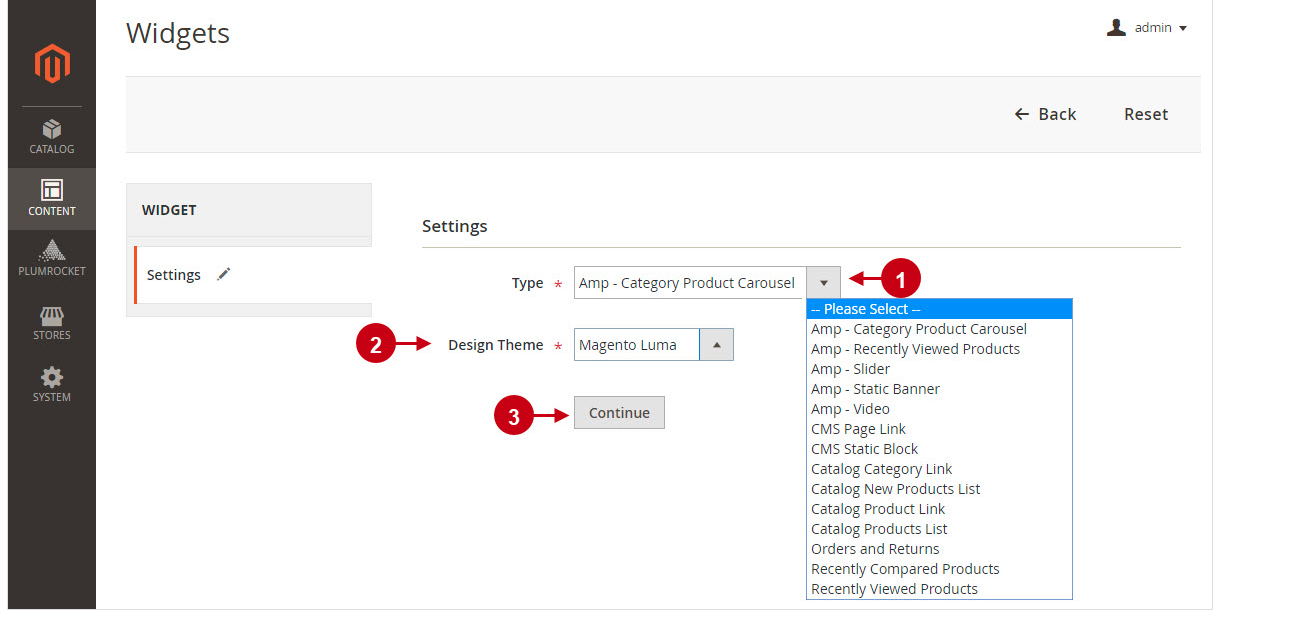 Widgets
admin
← Back Reset
CATALOG
CONTENT
PLUMROCKET
STORES
SYSTEM
WIDGET
Settings
Settings
Type * Amp - Category Product Carousel
1
-- Please Select --
Amp - Category Product Carousel
Amp - Recently Viewed Products
Amp - Slider
Amp - Static Banner
Amp - Video
CMS Page Link
CMS Static Block
Catalog Category Link
Catalog New Products List
Catalog Product Link
Catalog Products List
Orders and Returns
Recently Compared Products
Recently Viewed Products
2 Design Theme * Magento Luma
3 Continue